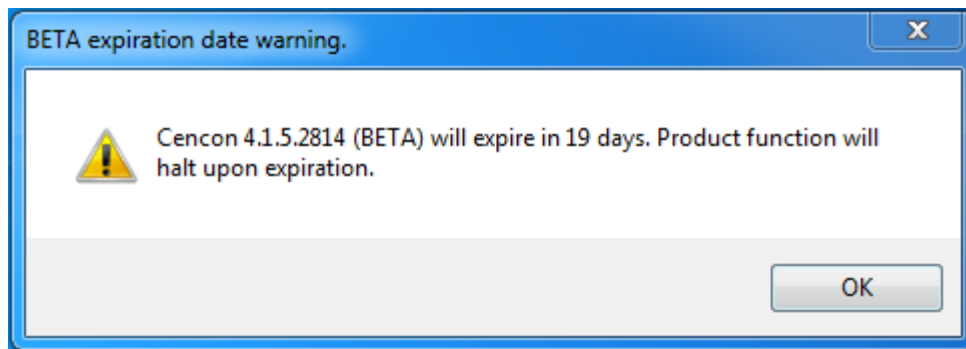 BETA expiration date warning.
Cencon 4.1.5.2814 (BETA) will expire in 19 days. Product function will
halt upon expiration.
OK